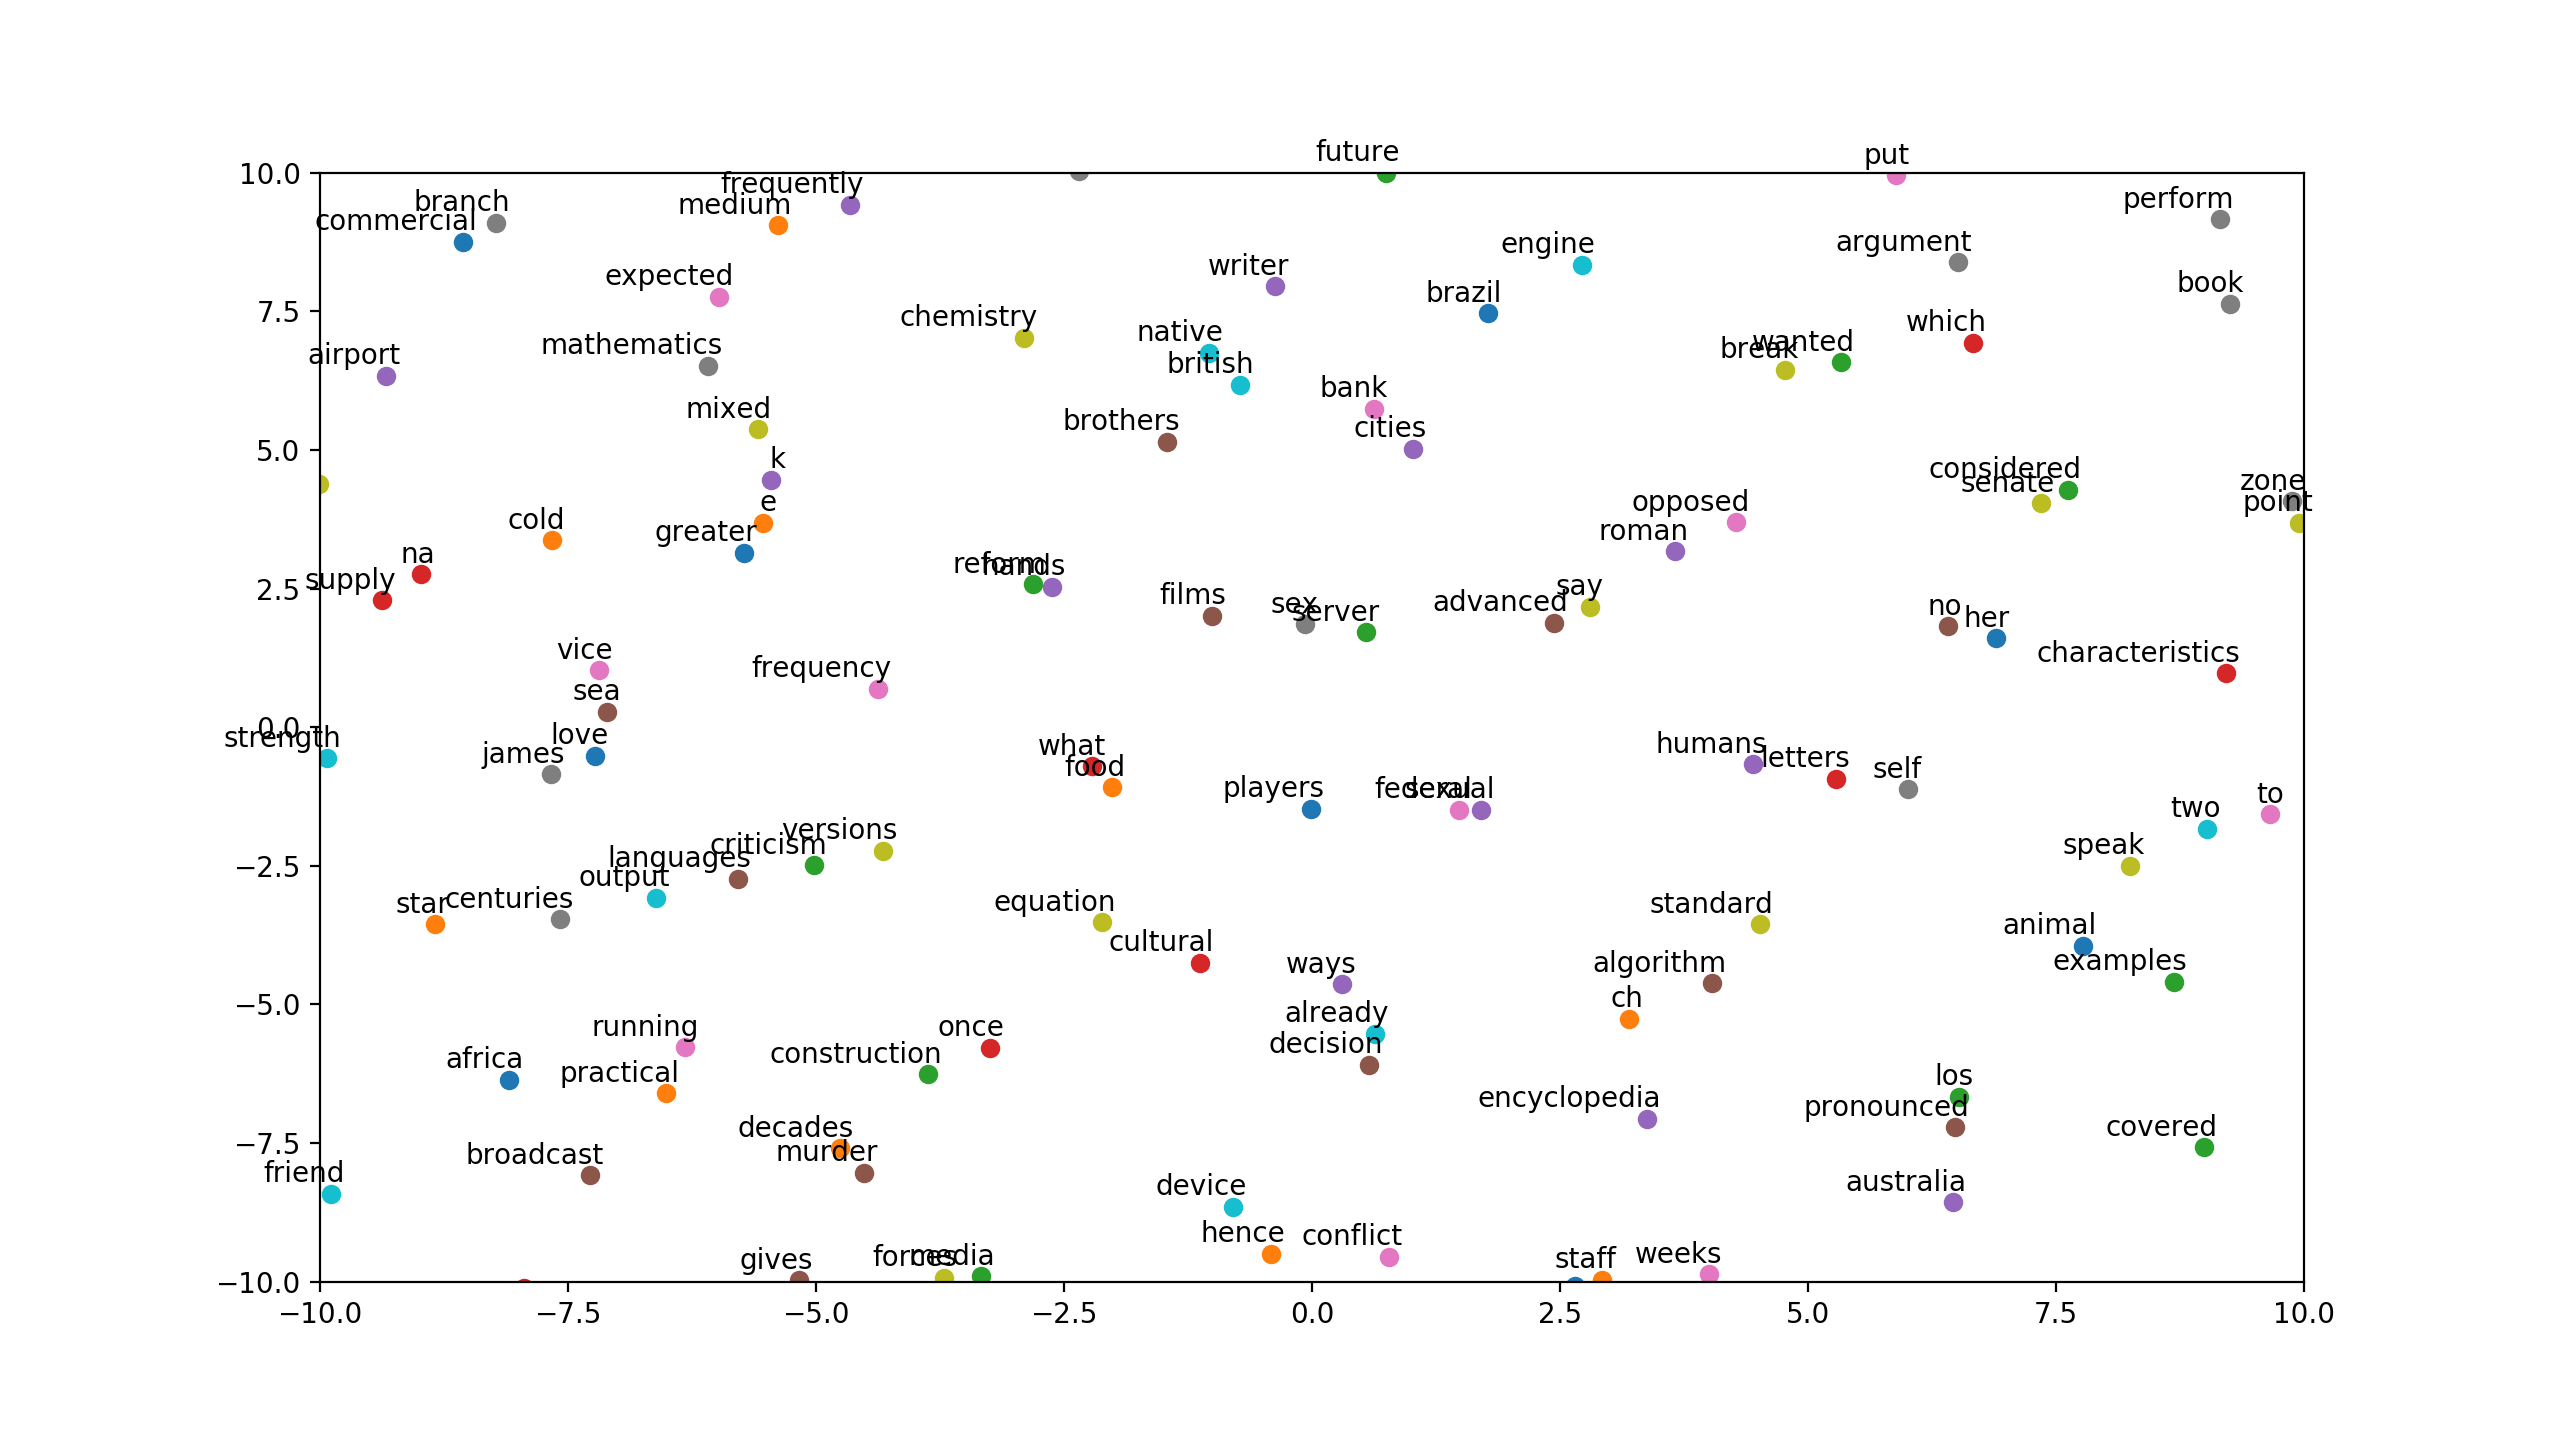 future
put
10.0
frequently
branch
medium
perform
commercial
engine
argument
writer
expected
book
brazil
7.5
chemistry
which
native
wanted
mathematics
break
airport
british
bank
mixed
brothers
cities
5.0
k
considered
zone
senate
e
opposed
point
cold
greater
roman
na
reform
hands
supply
2.5
say
films
advanced
sex
no
server
her
vice
characteristics
frequency
sea
0.0
love
strength
what
humans
james
letters
food
self
players
federal
sexual
to
two
versions
criticism
speak
languages
−2.5
output
centuries
equation
star
standard
animal
cultural
examples
ways
algorithm
ch
−5.0
already
running
once
decision
construction
africa
practical
los
encyclopedia
pronounced
decades
covered
−7.5
murder
broadcast
friend
australia
device
hence
conflict
weeks
forces
media
staff
gives
−10.0
−10.0 −7.5 −5.0 −2.5 0.0 2.5 5.0 7.5 10.0